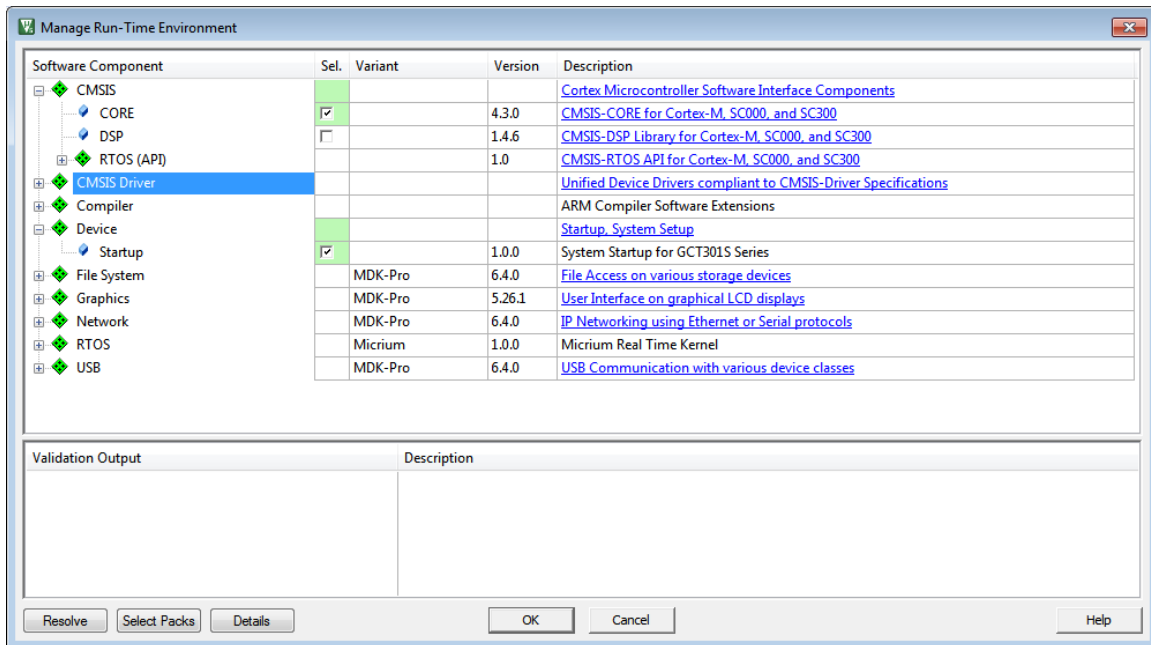 Manage Run-Time Environment
Software Component Sel. Variant Version Description
CMSIS Cortex Microcontroller Software Interface Components
CORE 4.3.0 CMSIS-CORE for Cortex-M, SC000, and SC300
DSP 1.4.6 CMSIS-DSP Library for Cortex-M, SC000, and SC300
RTOS (API) 1.0 CMSIS-RTOS API for Cortex-M, SC000, and SC300
CMSIS Driver Unified Device Drivers compliant to CMSIS-Driver Specifications
Compiler ARM Compiler Software Extensions
Device Startup, System Setup
Startup 1.0.0 System Startup for GCT301S Series
File System MDK-Pro 6.4.0 File Access on various storage devices
Graphics MDK-Pro 5.26.1 User Interface on graphical LCD displays
Network MDK-Pro 6.4.0 IP Networking using Ethernet or Serial protocols
RTOS Micrium 1.0.0 Micrium Real Time Kernel
USB MDK-Pro 6.4.0 USB Communication with various device classes
Validation Output Description
Resolve Select Packs Details OK Cancel Help